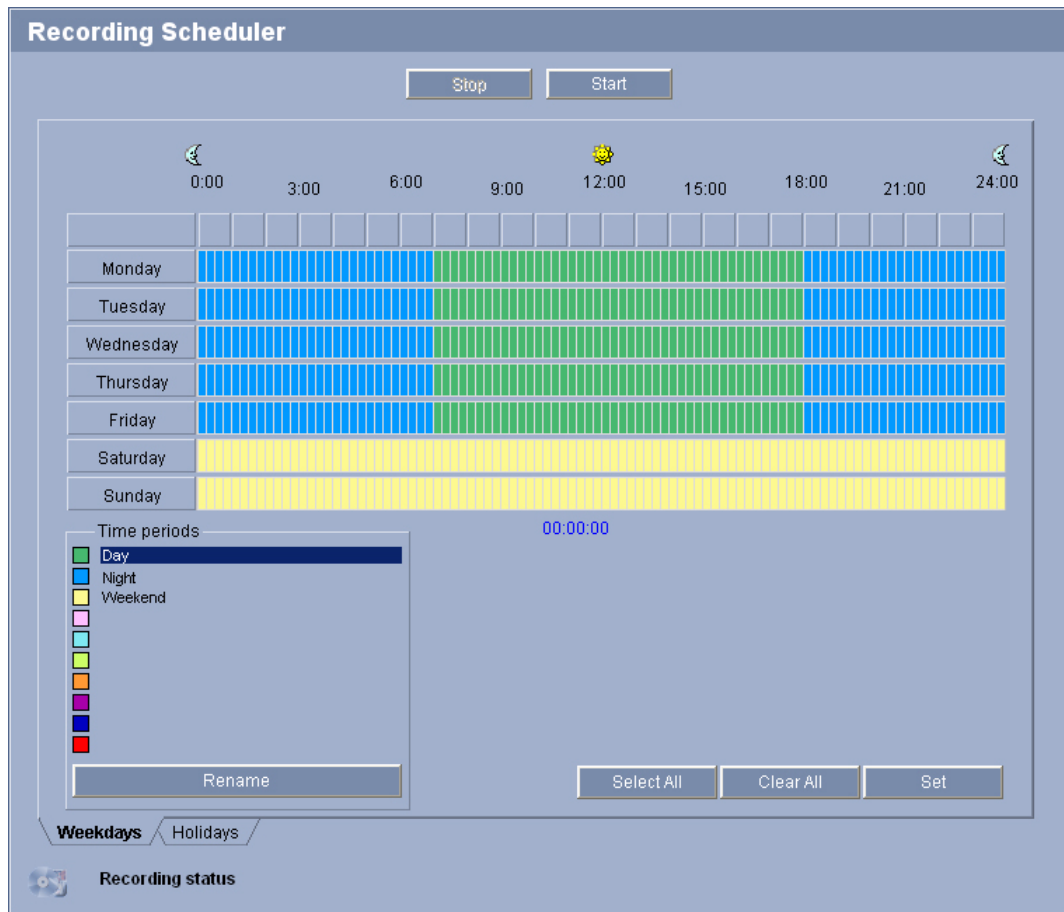 Recording Scheduler
Stop Start
0:00 3:00 6:00 9:00 12:00 15:00 18:00 21:00 24:00
Monday
Tuesday
Wednesday
Thursday
Friday
Saturday
Sunday
Time periods
00:00:00
Day
Night
Weekend
Rename
Select All Clear All Set
Weekdays Holidays
Recording status